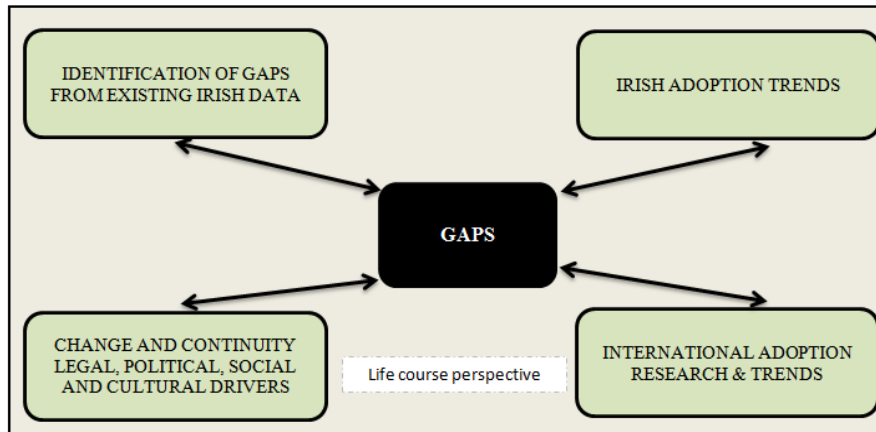 IDENTIFICATION OF GAPS
FROM EXISTING IRISH DATA
IRISH ADOPTION TRENDS
GAPS
CHANGE AND CONTINUITY
LEGAL, POLITICAL, SOCIAL
AND CULTURAL DRIVERS
Life course perspective
INTERNATIONAL ADOPTION
RESEARCH & TRENDS